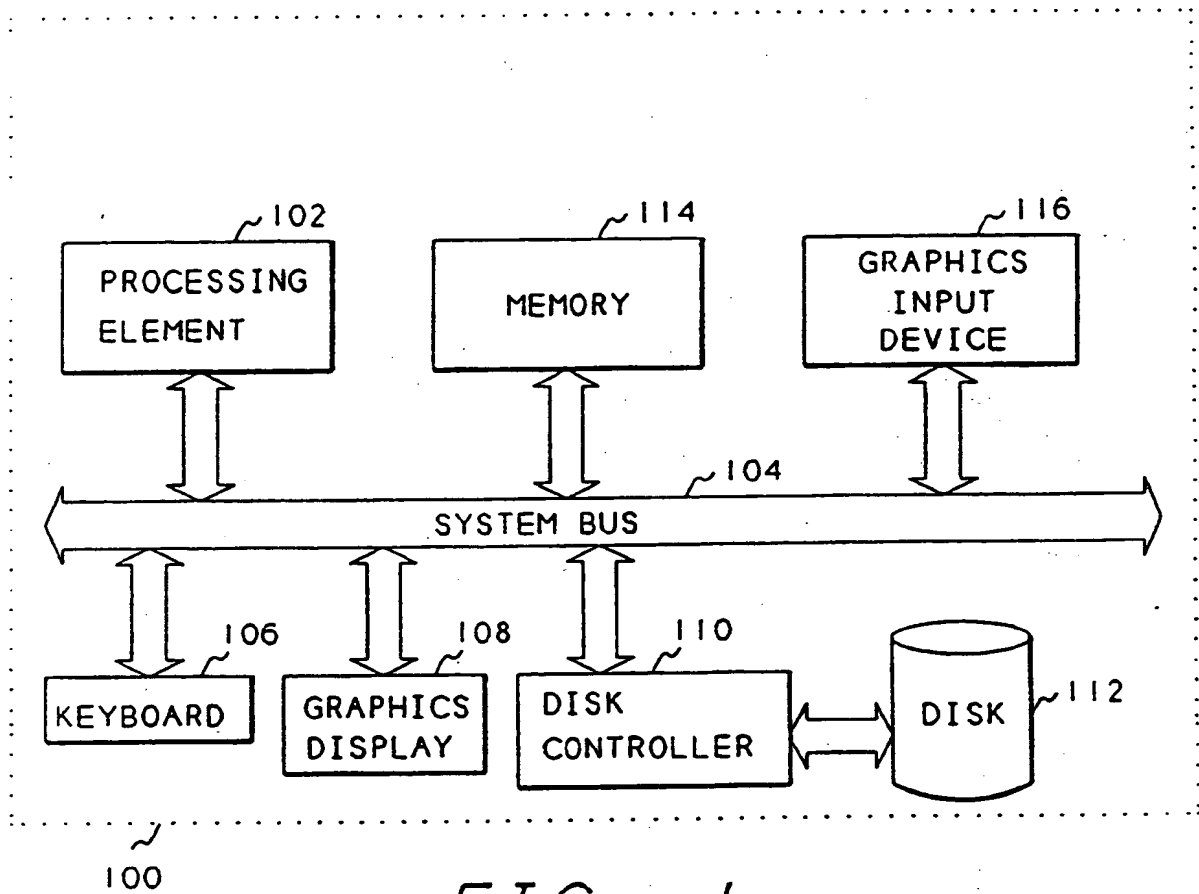 102
114
116
PROCESSING
ELEMENT
MEMORY
GRAPHICS
INPUT
DEVICE
104
SYSTEM BUS
106
108
110
112
KEYBOARD
GRAPHICS
DISPLAY
DISK
CONTROLLER
DISK
100